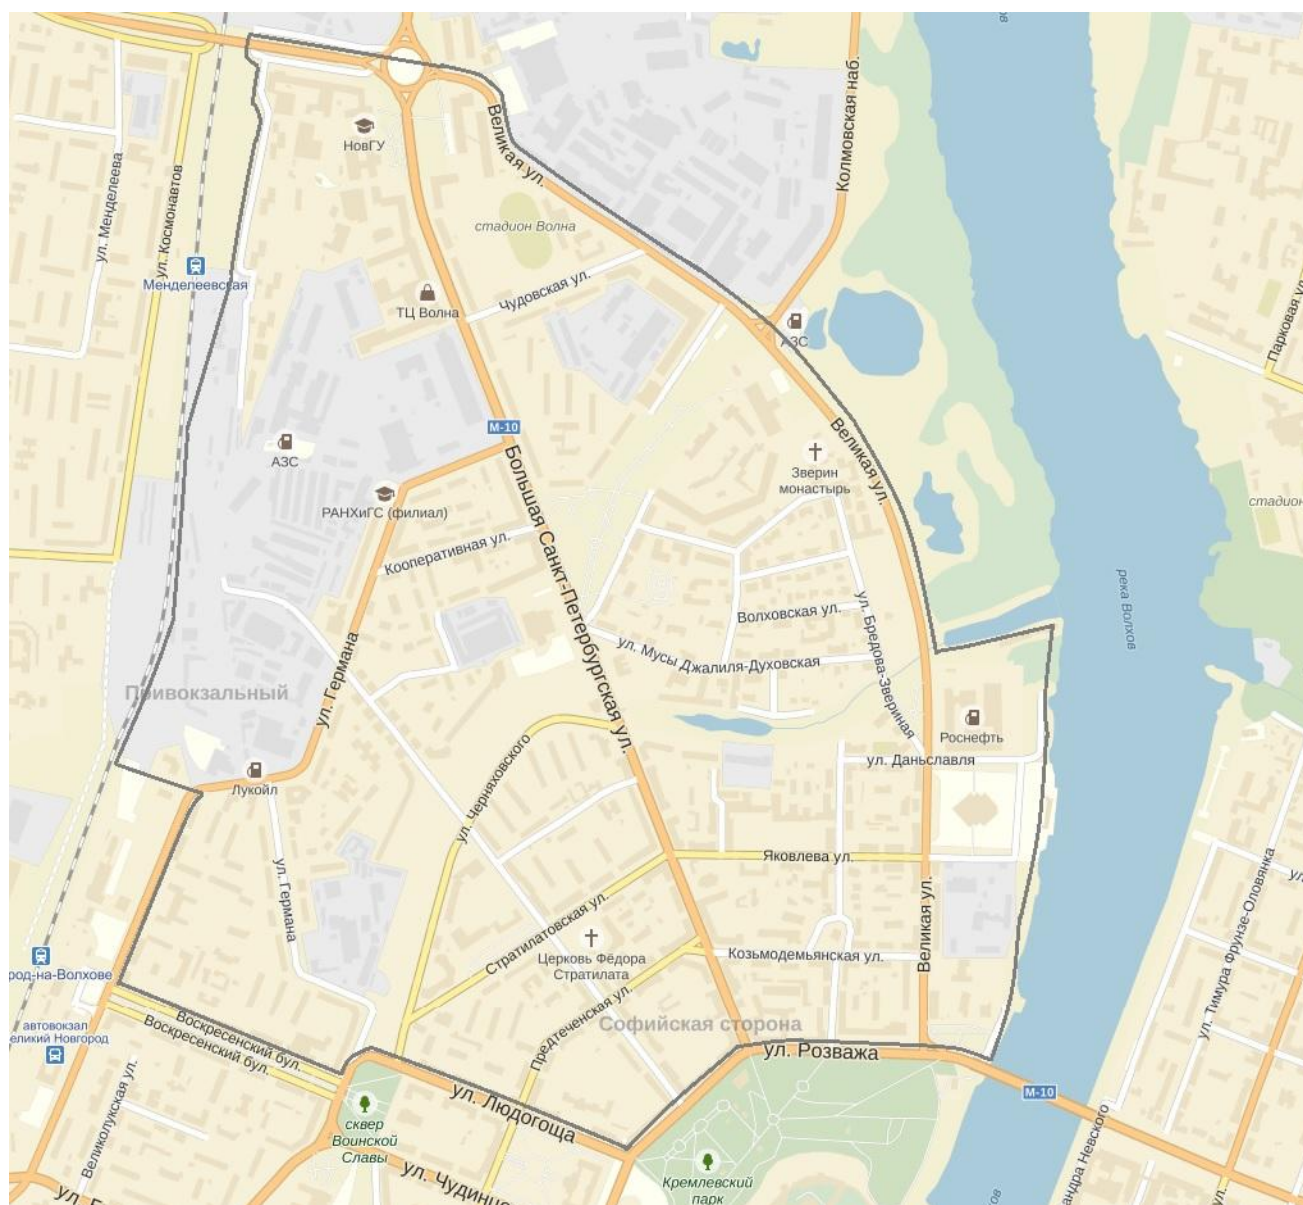 Колмовская наб.
Великая ул.
НовГУ
ул. Менделеева
ул. Космонавтов
стадион Волна
Менделеевская
Чудовская ул.
ТЦ Волна
АЗС
Парковая ул.
М-10
Великая ул.
АЗС
Зверин
монастырь
РАНХиГС (филиал)
Большая Санкт-Петербургская ул.
Кооперативная ул.
река Волхов
Волховская ул.
ул. Бредова-Звериная
ул. Мусы Джалиля-Духовская
ул. Германа
Привокзальный
Роснефть
ул. Даньславля
Лукойл
ул. Черняховского
Яковлева ул.
ул. Германа
Стратилатовская ул.
Великая ул.
ул. Тимура Фрунзе-Оловянка
Церковь Фёдора
Стратилата
Козьмодемьянская ул.
род-на-Волхове
Предтеченская ул.
Софийская сторона
автовокзал
еликий Новгород
Воскресенский бул.
Воскресенский бул.
ул. Розважа
М-10
Великолукская ул.
ул. Людогоща
сквер
Воинской
Славы
ул. Чудинц
Кремлевский
парк
андра Невского
ул.